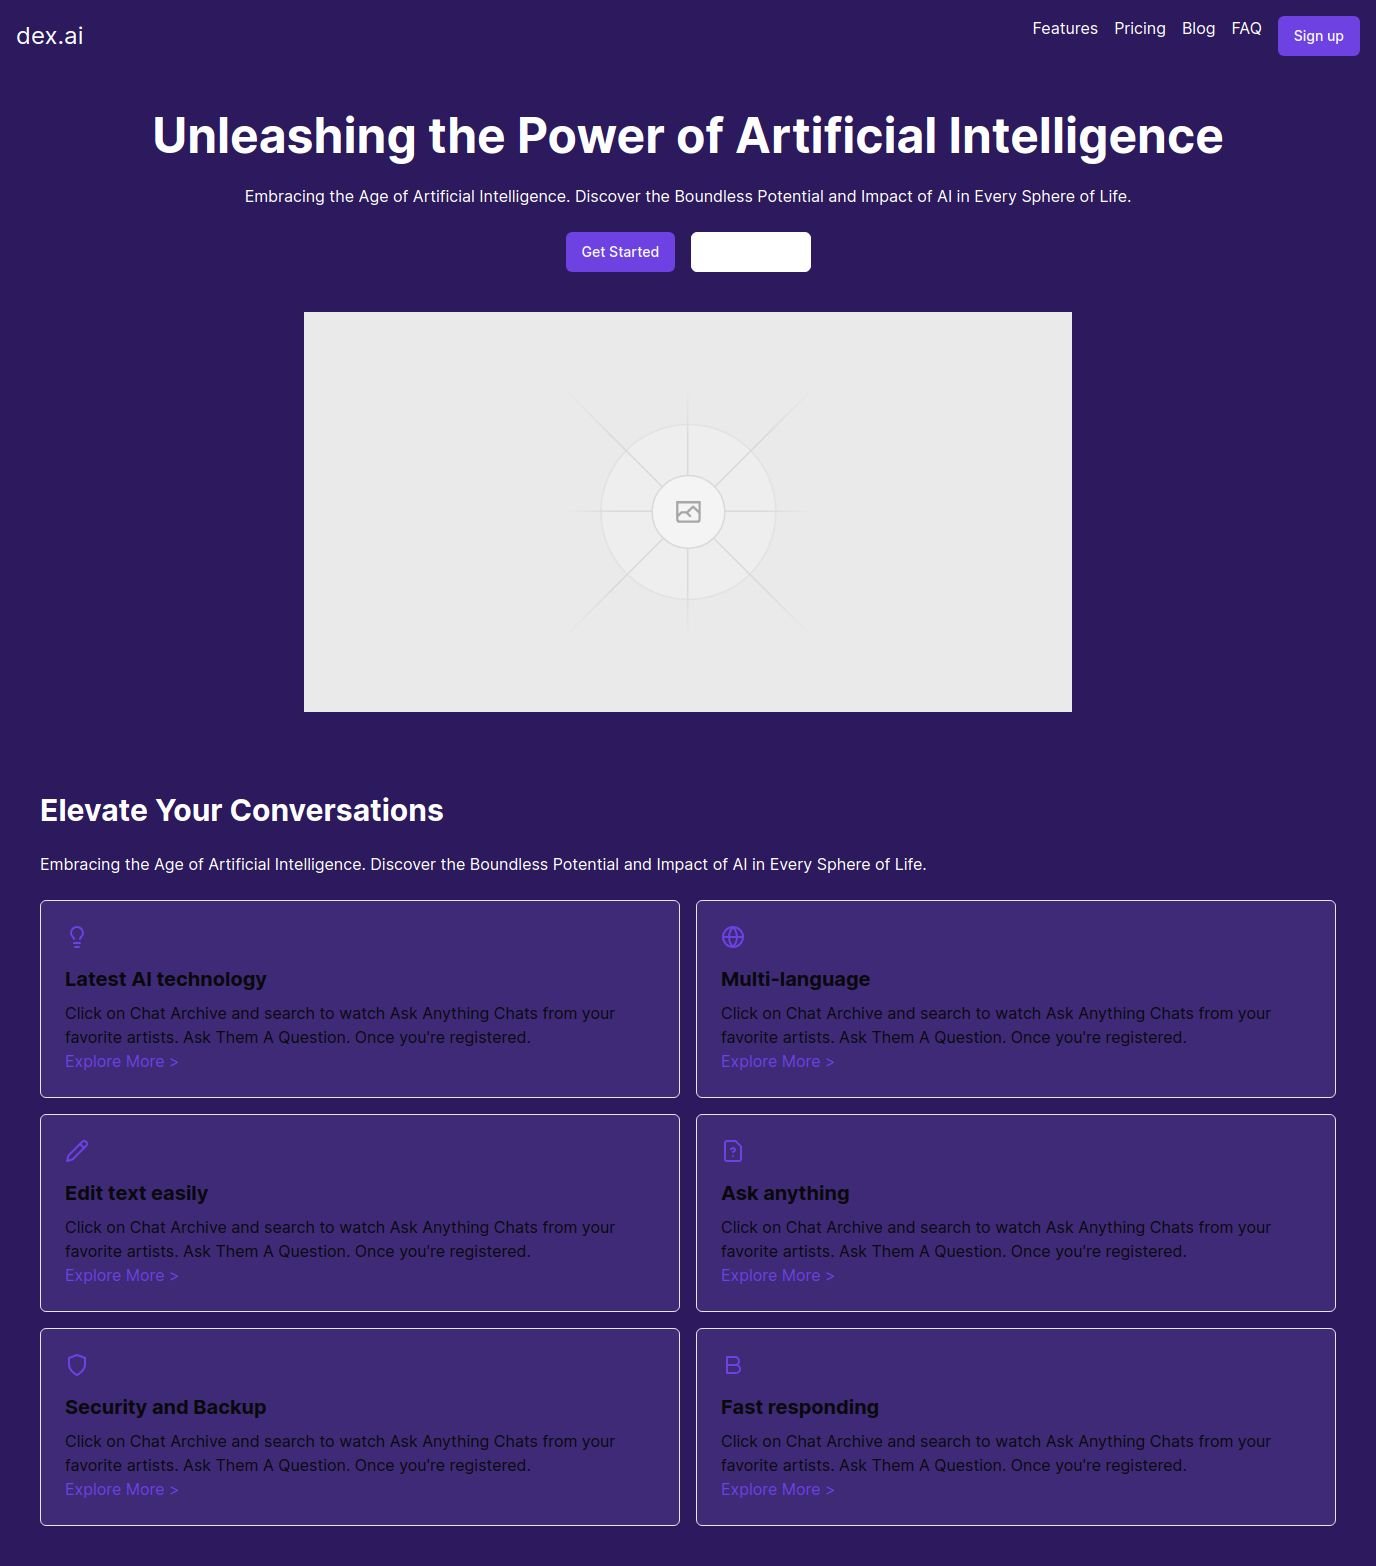 dex.ai
Features
Pricing
Blog
FAQ
Sign up
Unleashing the Power of Artificial Intelligence
Embracing the Age of Artificial Intelligence. Discover the Boundless Potential and Impact of AI in Every Sphere of Life.
Get Started
Elevate Your Conversations
Embracing the Age of Artificial Intelligence. Discover the Boundless Potential and Impact of AI in Every Sphere of Life.
Latest AI technology
Click on Chat Archive and search to watch Ask Anything Chats from your
favorite artists. Ask Them A Question. Once you're registered.
Explore More >
Multi-language
Click on Chat Archive and search to watch Ask Anything Chats from your
favorite artists. Ask Them A Question. Once you're registered.
Explore More >
Edit text easily
Click on Chat Archive and search to watch Ask Anything Chats from your
favorite artists. Ask Them A Question. Once you're registered.
Explore More >
Ask anything
Click on Chat Archive and search to watch Ask Anything Chats from your
favorite artists. Ask Them A Question. Once you're registered.
Explore More >
Security and Backup
Click on Chat Archive and search to watch Ask Anything Chats from your
favorite artists. Ask Them A Question. Once you're registered.
Explore More >
Fast responding
Click on Chat Archive and search to watch Ask Anything Chats from your
favorite artists. Ask Them A Question. Once you're registered.
Explore More >